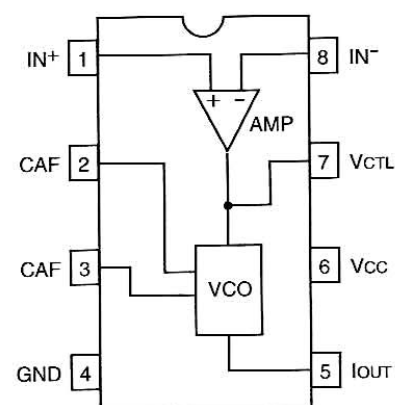 IN+ 1
8 IN-
+ -
AMP
CAF 2
7 VCTL
CAF 3
VCO
6 VCC
GND 4
5 IOUT